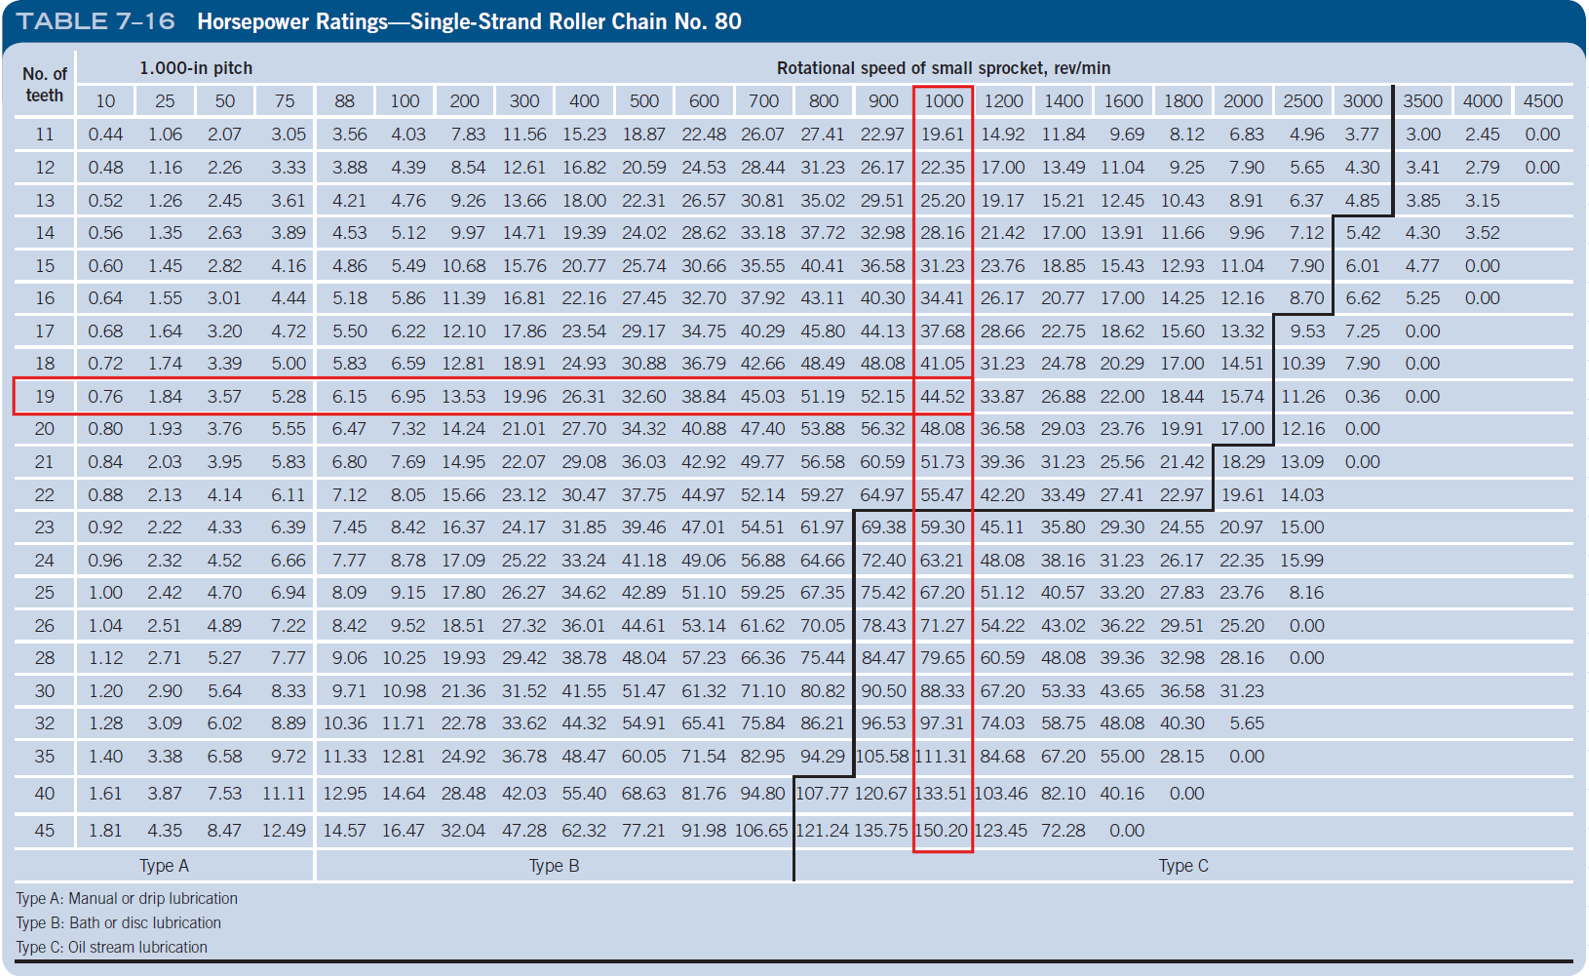 TABLE 7–16 Horsepower Ratings—Single-Strand Roller Chain No. 80
No. of teeth 1.000-in pitch Rotational speed of small sprocket, rev/min
10 25 50 75 88 100 200 300 400 500 600 700 800 900 1000 1200 1400 1600 1800 2000 2500 3000 3500 4000 4500
11 0.44 1.06 2.07 3.05 3.56 4.03 7.83 11.56 15.23 18.87 22.48 26.07 27.41 22.97 19.61 14.92 11.84 9.69 8.12 6.83 4.96 3.77 3.00 2.45 0.00
12 0.48 1.16 2.26 3.33 3.88 4.39 8.54 12.61 16.82 20.59 24.53 28.44 31.23 26.17 22.35 17.00 13.49 11.04 9.25 7.90 5.65 4.30 3.41 2.79 0.00
13 0.52 1.26 2.45 3.61 4.21 4.76 9.26 13.66 18.00 22.31 26.57 30.81 35.02 29.51 25.20 19.17 15.21 12.45 10.43 8.91 6.37 4.85 3.85 3.15
14 0.56 1.35 2.63 3.89 4.53 5.12 9.97 14.71 19.39 24.02 28.62 33.18 37.72 32.98 28.16 21.42 17.00 13.91 11.66 9.96 7.12 5.42 4.30 3.52
15 0.60 1.45 2.82 4.16 4.86 5.49 10.68 15.76 20.77 25.74 30.66 35.55 40.41 36.58 31.23 23.76 18.85 15.43 12.93 11.04 7.90 6.01 4.77 0.00
16 0.64 1.55 3.01 4.44 5.18 5.86 11.39 16.81 22.16 27.45 32.70 37.92 43.11 40.30 34.41 26.17 20.77 17.00 14.25 12.16 8.70 6.62 5.25 0.00
17 0.68 1.64 3.20 4.72 5.50 6.22 12.10 17.86 23.54 29.17 34.75 40.29 45.80 44.13 37.68 28.66 22.75 18.62 15.60 13.32 9.53 7.25 0.00
18 0.72 1.74 3.39 5.00 5.83 6.59 12.81 18.91 24.93 30.88 36.79 42.66 48.49 48.08 41.05 31.23 24.78 20.29 17.00 14.51 10.39 7.90 0.00
19 0.76 1.84 3.57 5.28 6.15 6.95 13.53 19.96 26.31 32.60 38.84 45.03 51.19 52.15 44.52 33.87 26.88 22.00 18.44 15.74 11.26 0.36 0.00
20 0.80 1.93 3.76 5.55 6.47 7.32 14.24 21.01 27.70 34.32 40.88 47.40 53.88 56.32 48.08 36.58 29.03 23.76 19.91 17.00 12.16 0.00
21 0.84 2.03 3.95 5.83 6.80 7.69 14.95 22.07 29.08 36.03 42.92 49.77 56.58 60.59 51.73 39.36 31.23 25.56 21.42 18.29 13.09 0.00
22 0.88 2.13 4.14 6.11 7.12 8.05 15.66 23.12 30.47 37.75 44.97 52.14 59.27 64.97 55.47 42.20 33.49 27.41 22.97 19.61 14.03
23 0.92 2.22 4.33 6.39 7.45 8.42 16.37 24.17 31.85 39.46 47.01 54.51 61.97 69.38 59.30 45.11 35.80 29.30 24.55 20.97 15.00
24 0.96 2.32 4.52 6.66 7.77 8.78 17.09 25.22 33.24 41.18 49.06 56.88 64.66 72.40 63.21 48.08 38.16 31.23 26.17 22.35 15.99
25 1.00 2.42 4.70 6.94 8.09 9.15 17.80 26.27 34.62 42.89 51.10 59.25 67.35 75.42 67.20 51.12 40.57 33.20 27.83 23.76 8.16
26 1.04 2.51 4.89 7.22 8.42 9.52 18.51 27.32 36.01 44.61 53.14 61.62 70.05 78.43 71.27 54.22 43.02 36.22 29.51 25.20 0.00
28 1.12 2.71 5.27 7.77 9.06 10.25 19.93 29.42 38.78 48.04 57.23 66.36 75.44 84.47 79.65 60.59 48.08 39.36 32.98 28.16 0.00
30 1.20 2.90 5.64 8.33 9.71 10.98 21.36 31.52 41.55 51.47 61.32 71.10 80.82 90.50 88.33 67.20 53.33 43.65 36.58 31.23
32 1.28 3.09 6.02 8.89 10.36 11.71 22.78 33.62 44.32 54.91 65.41 75.84 86.21 96.53 97.31 74.03 58.75 48.08 40.30 5.65
35 1.40 3.38 6.58 9.72 11.33 12.81 24.92 36.78 48.47 60.05 71.54 82.95 94.29 105.58 111.31 84.68 67.20 55.00 28.15 0.00
40 1.61 3.87 7.53 11.11 12.95 14.64 28.48 42.03 55.40 68.63 81.76 94.80 107.77 120.67 133.51 103.46 82.10 40.16 0.00
45 1.81 4.35 8.47 12.49 14.57 16.47 32.04 47.28 62.32 77.21 91.98 106.65 121.24 135.75 150.20 123.45 72.28 0.00
Type A Type B Type C
Type A: Manual or drip lubrication
Type B: Bath or disc lubrication
Type C: Oil stream lubrication